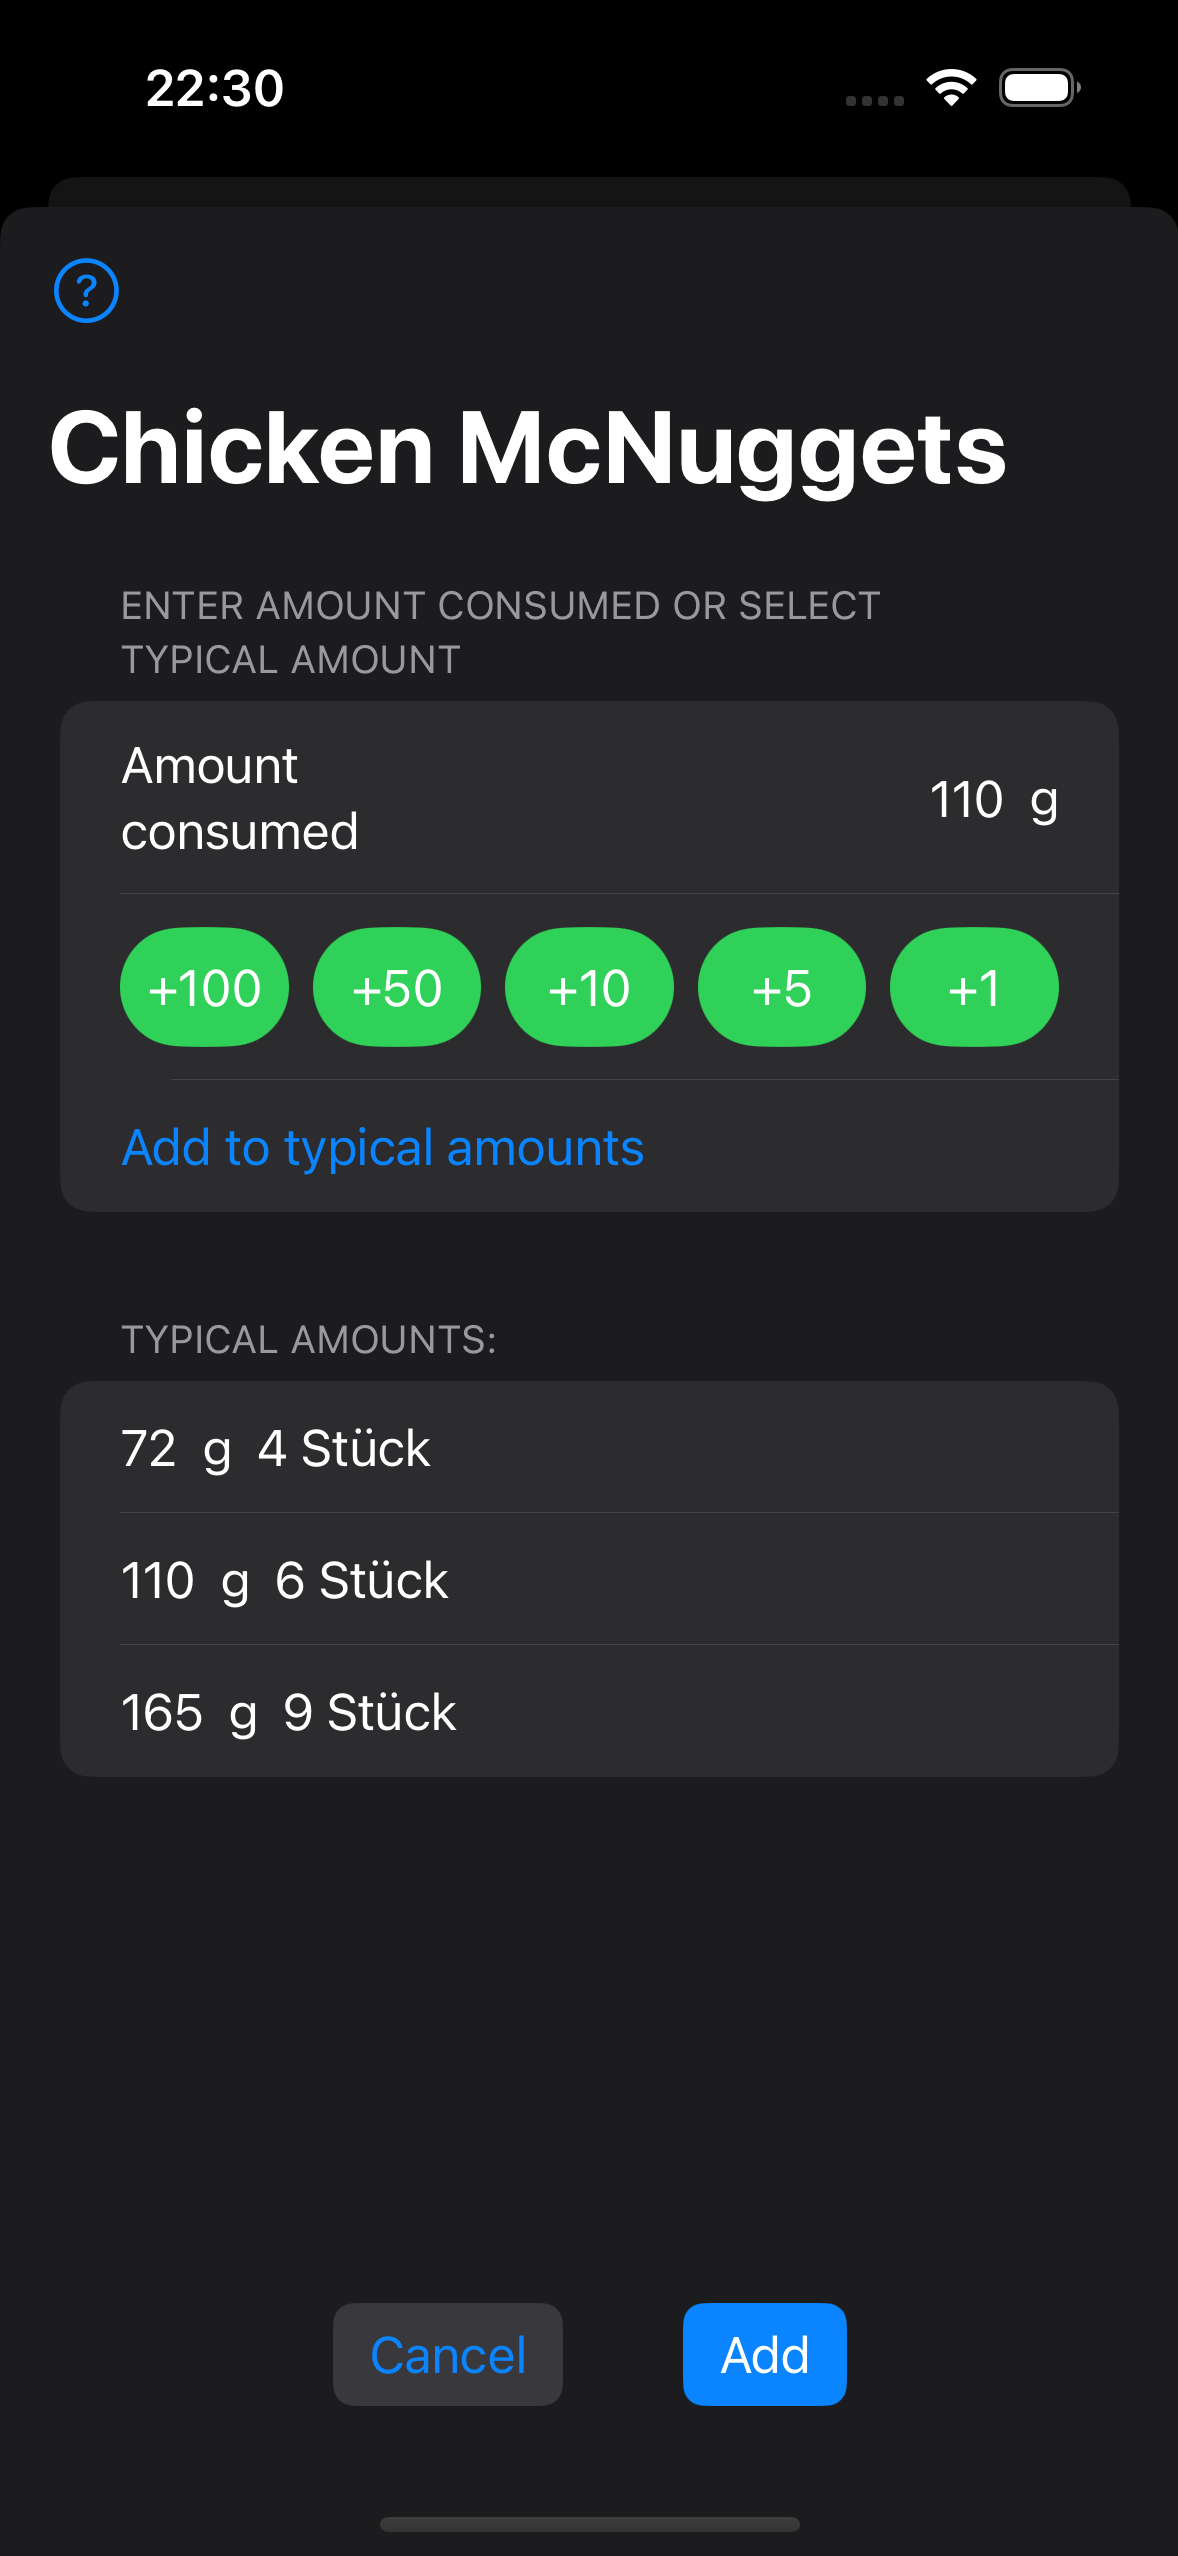 22:30
?
Chicken McNuggets
ENTER AMOUNT CONSUMED OR SELECT
TYPICAL AMOUNT
Amount
consumed
110 g
+100 +50 +10 +5 +1
Add to typical amounts
TYPICAL AMOUNTS:
72 g 4 Stück
110 g 6 Stück
165 g 9 Stück
Cancel Add